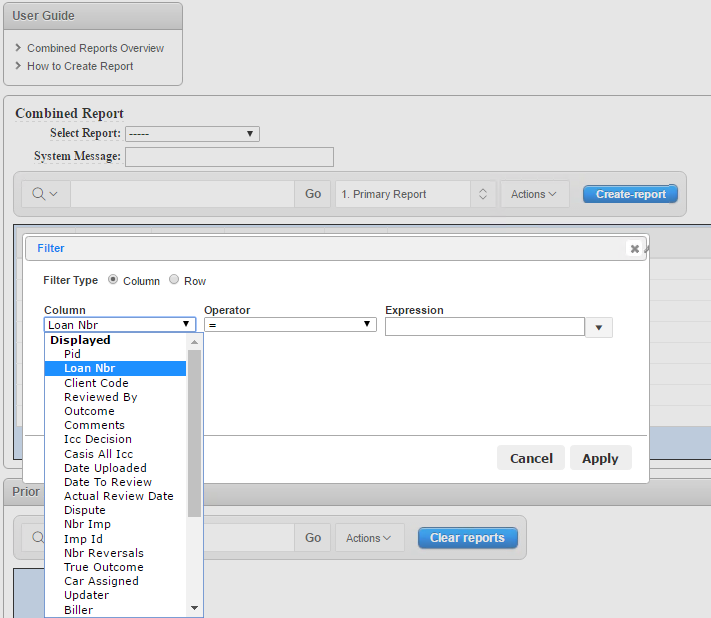 User Guide
Combined Reports Overview
How to Create Report
Combined Report
Select Report: -----
System Message:
Go 1. Primary Report Actions Create-report
Filter
Filter Type Column Row
Column Operator Expression
Loan Nbr =
Displayed
Pid
Loan Nbr
Client Code
Reviewed By
Outcome
Comments
Icc Decision
Casis All Icc
Date Uploaded
Date To Review
Actual Review Date
Dispute
Nbr Imp
Imp Id
Nbr Reversals
True Outcome
Car Assigned
Updater
Biller
Cancel Apply
Prior
Go Actions Clear reports